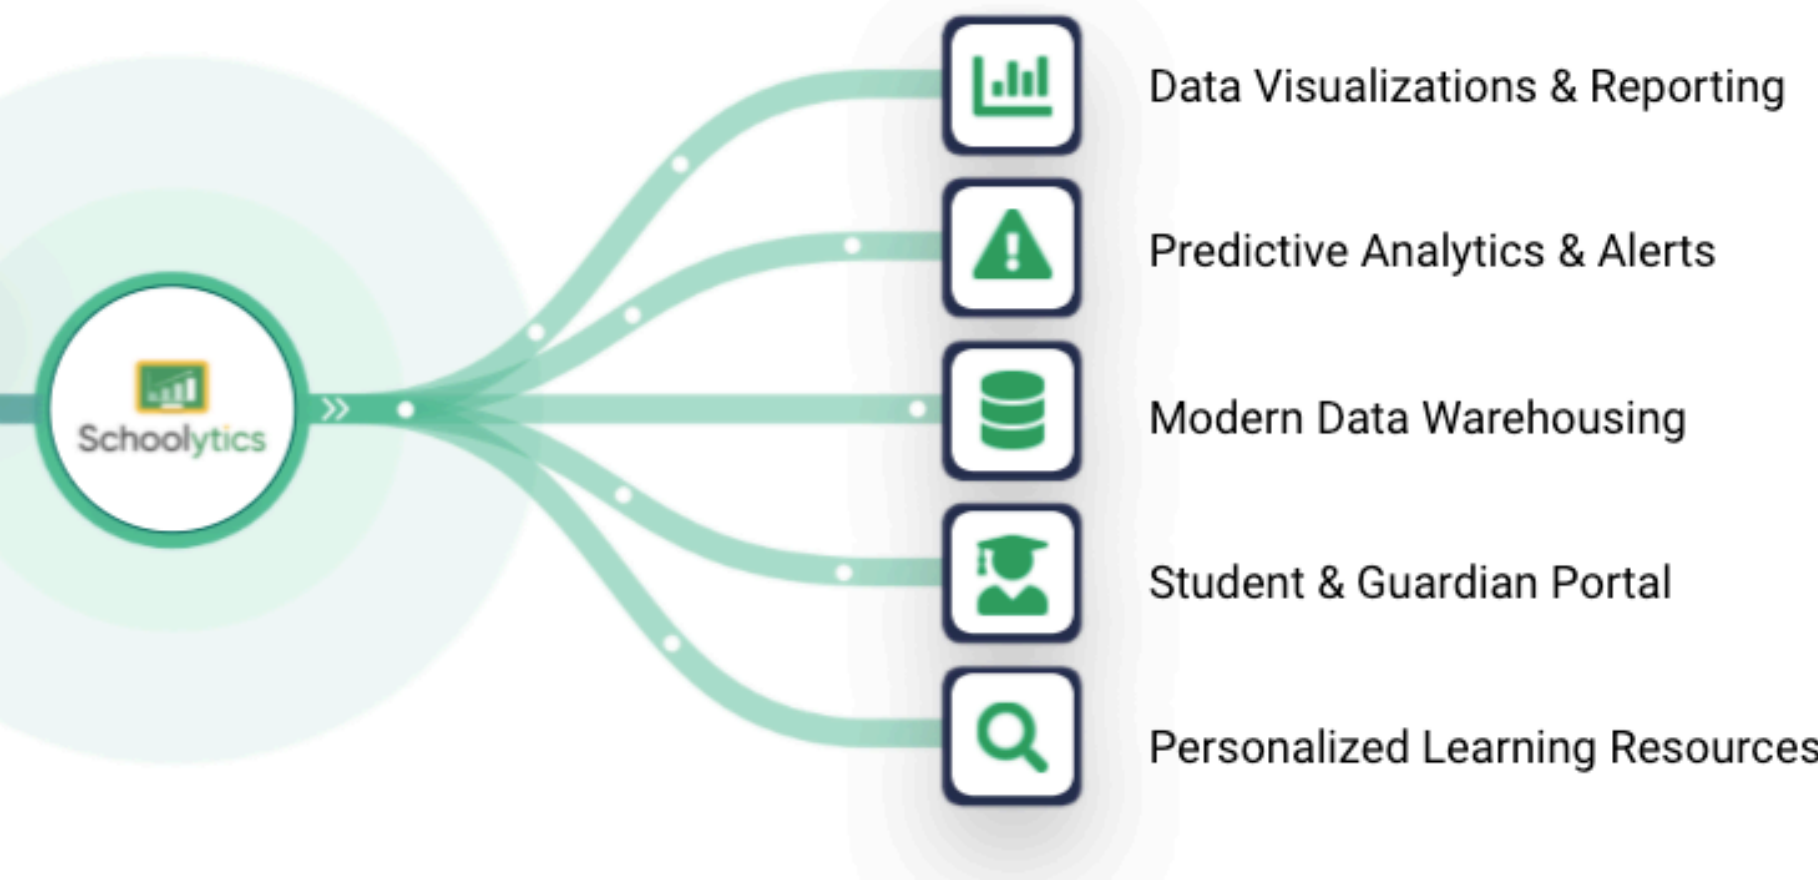 Data Visualizations & Reporting
Predictive Analytics & Alerts
Schoolytics
Modern Data Warehousing
Student & Guardian Portal
Personalized Learning Resources